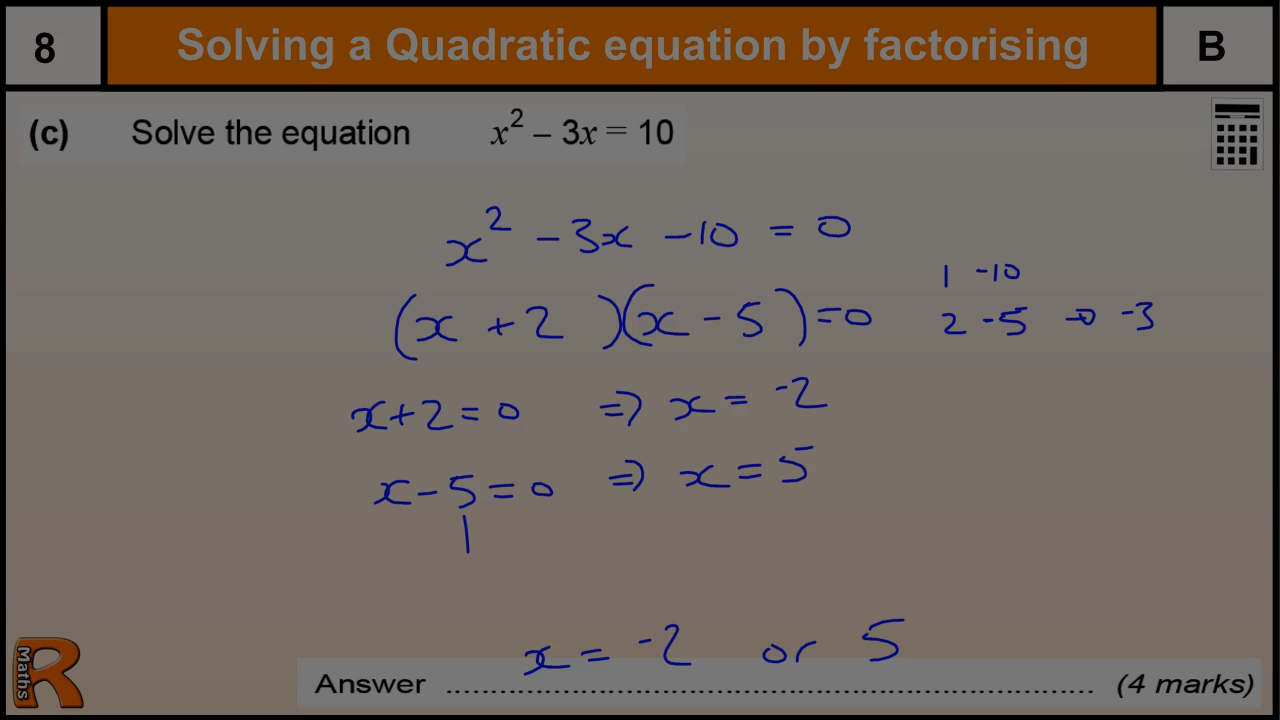 8 Solving a Quadratic equation by factorising B
(c) Solve the equation x² – 3x = 10
x² - 3x - 10 = 0
1 -10
(x + 2 )(x - 5) = 0 2 -5 → -3
x + 2 = 0 ⇒ x = -2
x - 5 = 0 ⇒ x = 5
x = -2 or 5
Answer ........................................................................ (4 marks)
R Maths